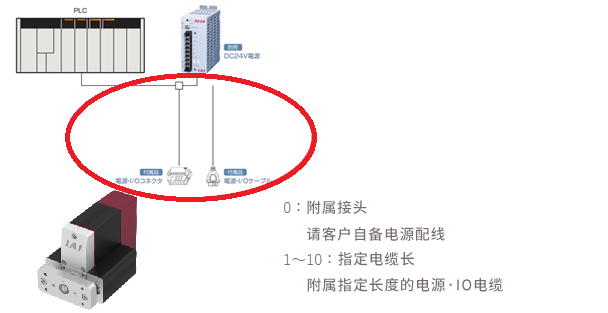 PLC
PS-24
別売
DC24V電源
IAI
付属品
電源・I/Oコネクタ
付属品
電源・I/Oケーブル
IAI
0：附属接头
请客户自备电源配线
1～10：指定电缆长
附属指定长度的电源·IO电缆